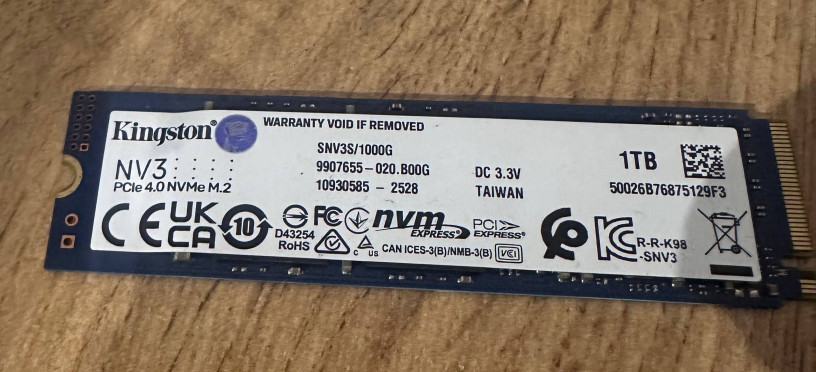 Kingston®
WARRANTY VOID IF REMOVED
NV3
PCIe 4.0 NVMe M.2
SNV3S/1000G
9907655-020.B00G
10930585 - 2528
DC 3.3V
TAIWAN
1TB
50026B76875129F3
CE UK CA 10
D43254
RoHS
FC
nvm EXPRESS®
PCI EXPRESS®
c us
CAN ICES-3(B)/NMB-3(B)
VCI
R-R-K98
-SNV3